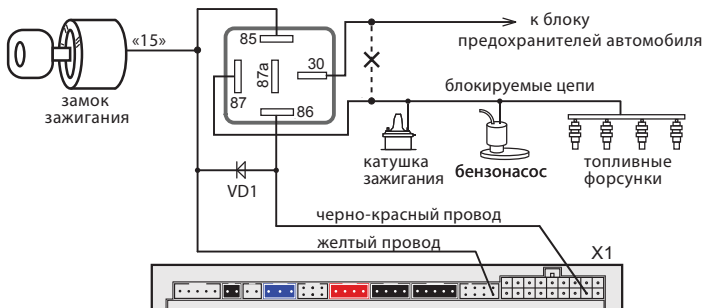 к блоку
предохранителей автомобиля
«15»
85
30
87а
87
86
замок
зажигания
блокируемые цепи
катушка
зажигания
бензонасос
топливные
форсунки
VD1
черно-красный провод
желтый провод
X1